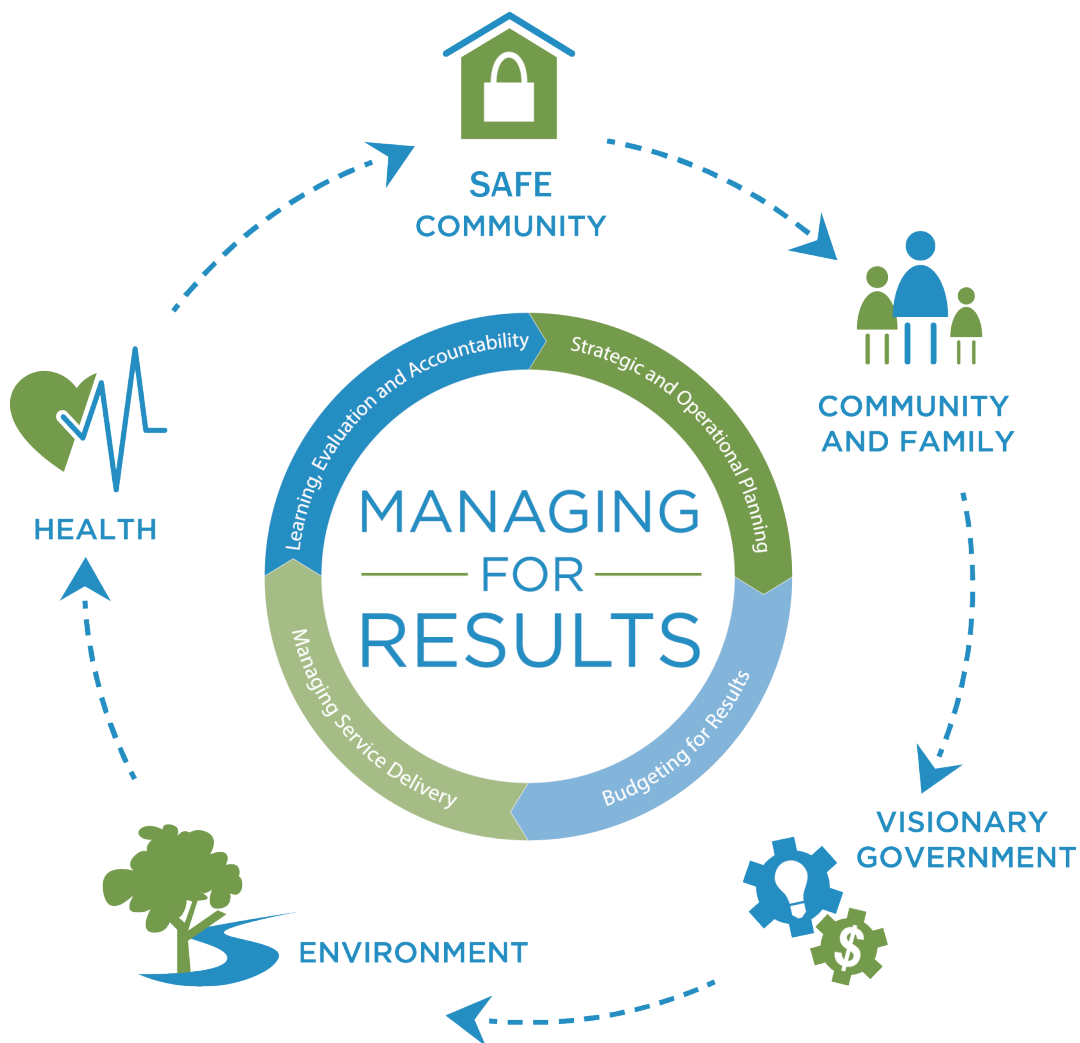 SAFE
COMMUNITY
COMMUNITY
AND FAMILY
VISIONARY
GOVERNMENT
$
ENVIRONMENT
HEALTH
Learning, Evaluation and Accountability
Strategic and Operational Planning
Budgeting for Results
Managing Service Delivery
MANAGING
FOR
RESULTS